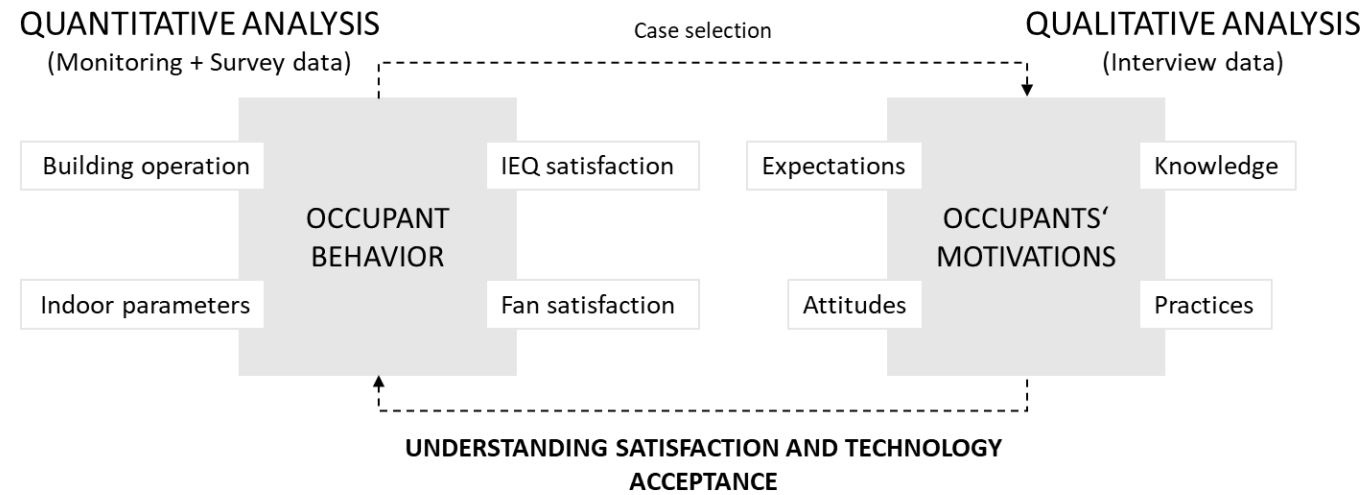 QUANTITATIVE ANALYSIS
(Monitoring + Survey data)
Case selection
QUALITATIVE ANALYSIS
(Interview data)
Building operation
IEQ satisfaction
OCCUPANT
BEHAVIOR
Indoor parameters
Fan satisfaction
Expectations
Knowledge
OCCUPANTS‘
MOTIVATIONS
Attitudes
Practices
UNDERSTANDING SATISFACTION AND TECHNOLOGY
ACCEPTANCE